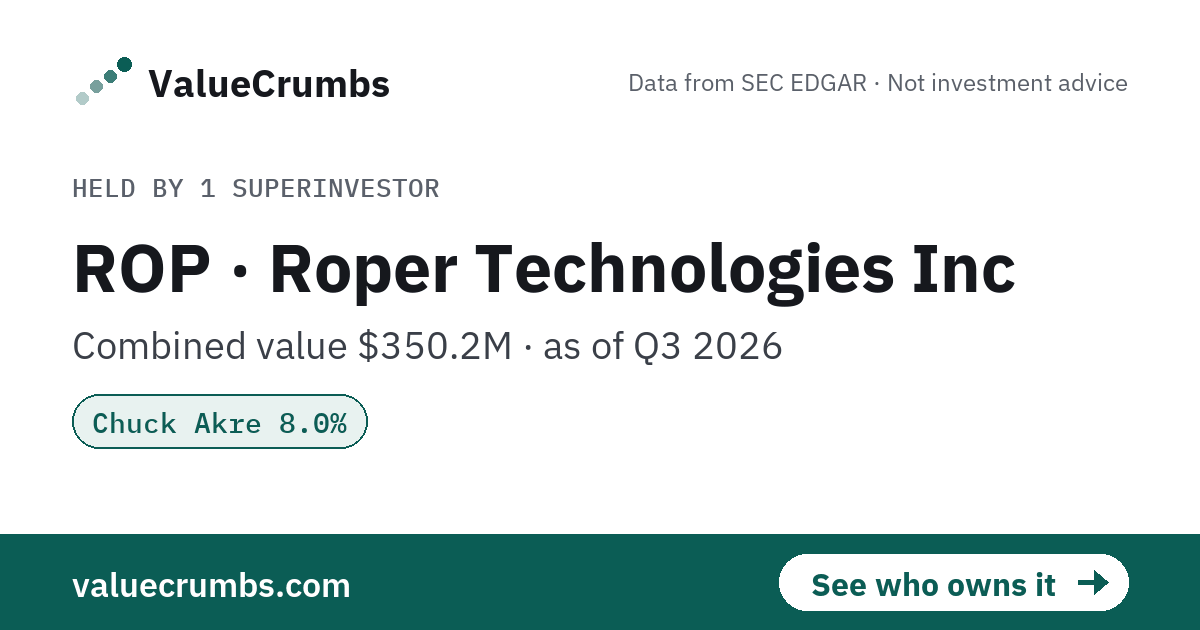 ValueCrumbs
Data from SEC EDGAR · Not investment advice
HELD BY 1 SUPERINVESTOR
ROP · Roper Technologies Inc
Combined value $350.2M · as of Q3 2026
Chuck Akre 8.0%
valuecrumbs.com
See who owns it →